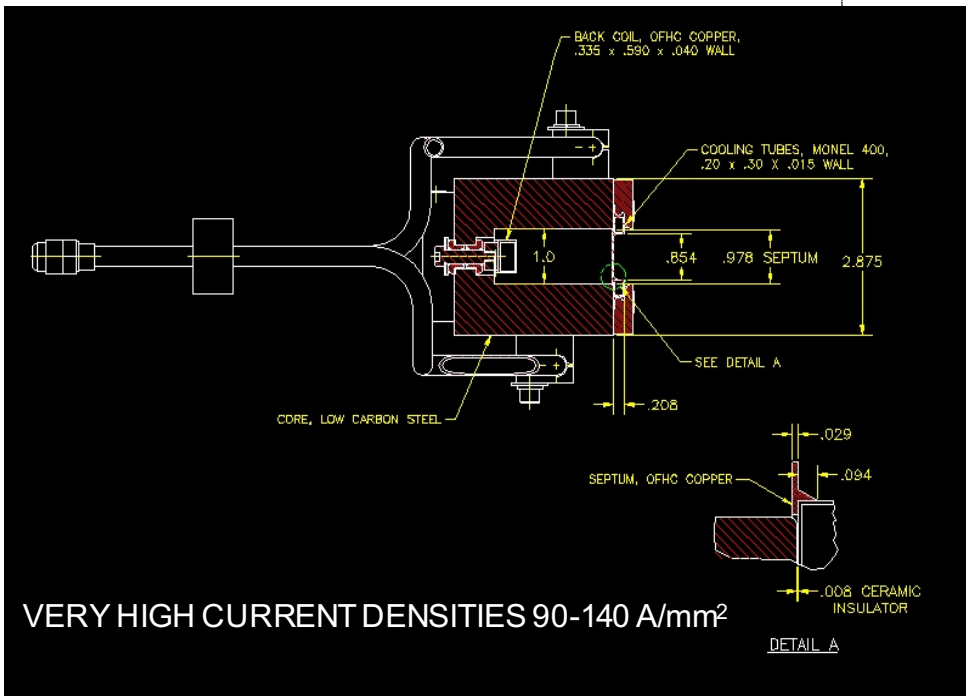 BACK COIL, OFHC COPPER,
.335 x .590 x .040 WALL
COOLING TUBES, MONEL 400,
.20 x .30 X .015 WALL
1.0
.854
.978 SEPTUM
2.875
SEE DETAIL A
.208
CORE, LOW CARBON STEEL
.029
SEPTUM, OFHC COPPER
.094
.008 CERAMIC
INSULATOR
VERY HIGH CURRENT DENSITIES 90-140 A/mm²
DETAIL A